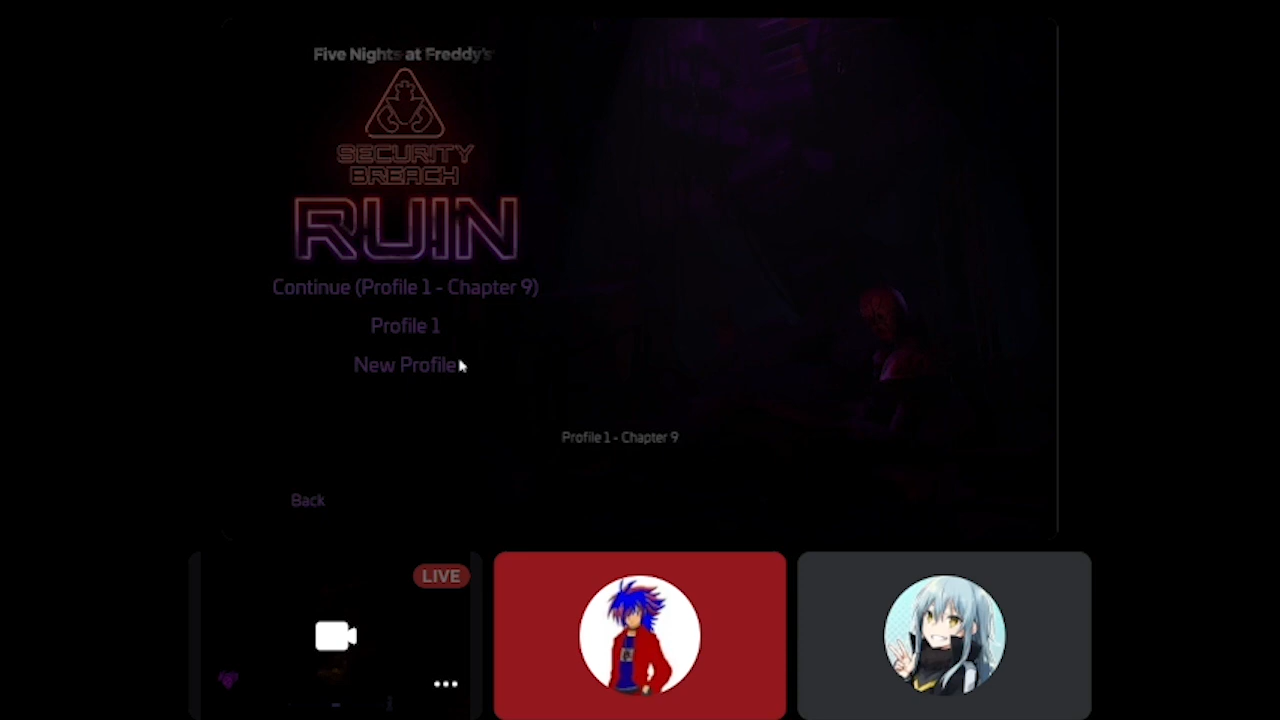 Five Nights at Freddy's
SECURITY
BREACH
RUIN
Continue (Profile 1 - Chapter 9)
Profile 1
New Profile
Profile 1 - Chapter 9
Back
LIVE